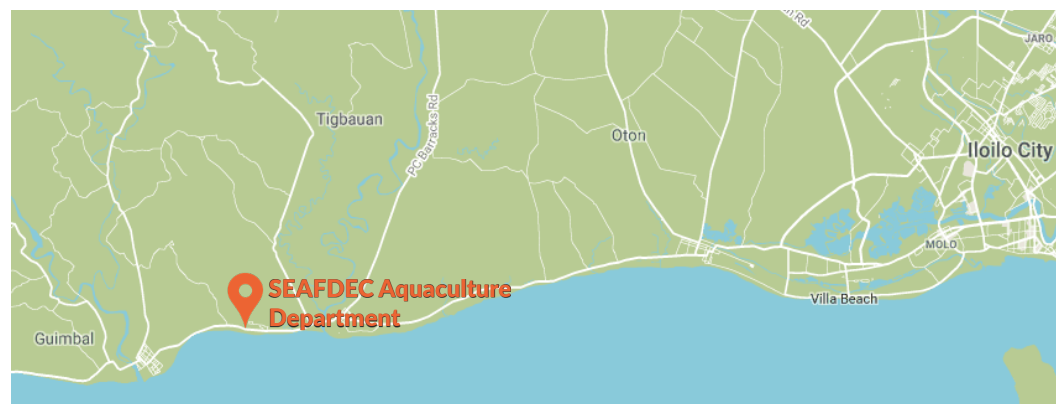 JARO
Tigbauan
PC Barracks Rd
Oton
Iloilo City
MOLO
SEAFDEC Aquaculture
Department
Villa Beach
Guimbal